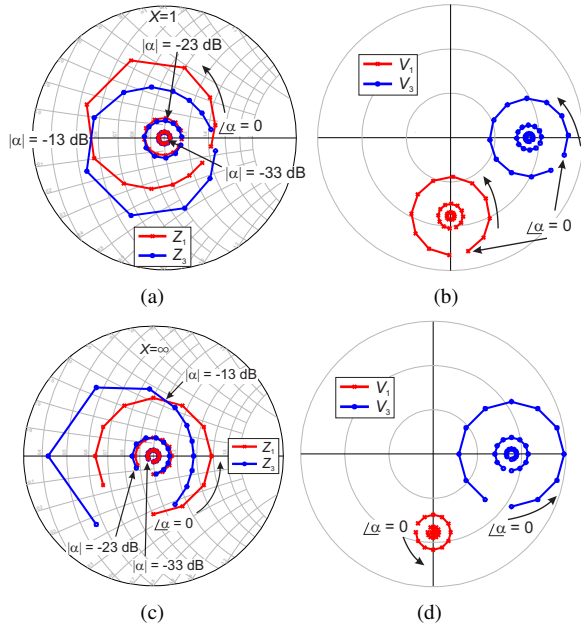 X=1
|α| = -23 dB
∠α = 0
|α| = -13 dB
|α| = -33 dB
Z1
Z3
(a)
V1
V3
∠α = 0
(b)
X=∞
|α| = -13 dB
Z1
Z3
∠α = 0
|α| = -23 dB
|α| = -33 dB
(c)
V1
V3
∠α = 0
∠α = 0
(d)